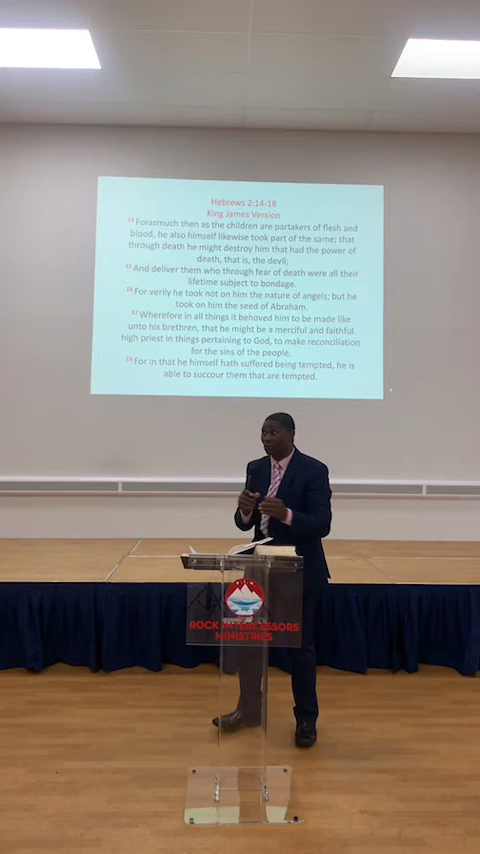 Hebrews 2:14-18
King James Version
14 Forasmuch then as the children are partakers of flesh and
blood, he also himself likewise took part of the same; that
through death he might destroy him that had the power of
death, that is, the devil;
15 And deliver them who through fear of death were all their
lifetime subject to bondage.
16 For verily he took not on him the nature of angels; but he
took on him the seed of Abraham.
17 Wherefore in all things it behoved him to be made like
unto his brethren, that he might be a merciful and faithful
high priest in things pertaining to God, to make reconciliation
for the sins of the people.
18 For in that he himself hath suffered being tempted, he is
able to succour them that are tempted.
ROCK INTERCESSORS
MINISTRIES